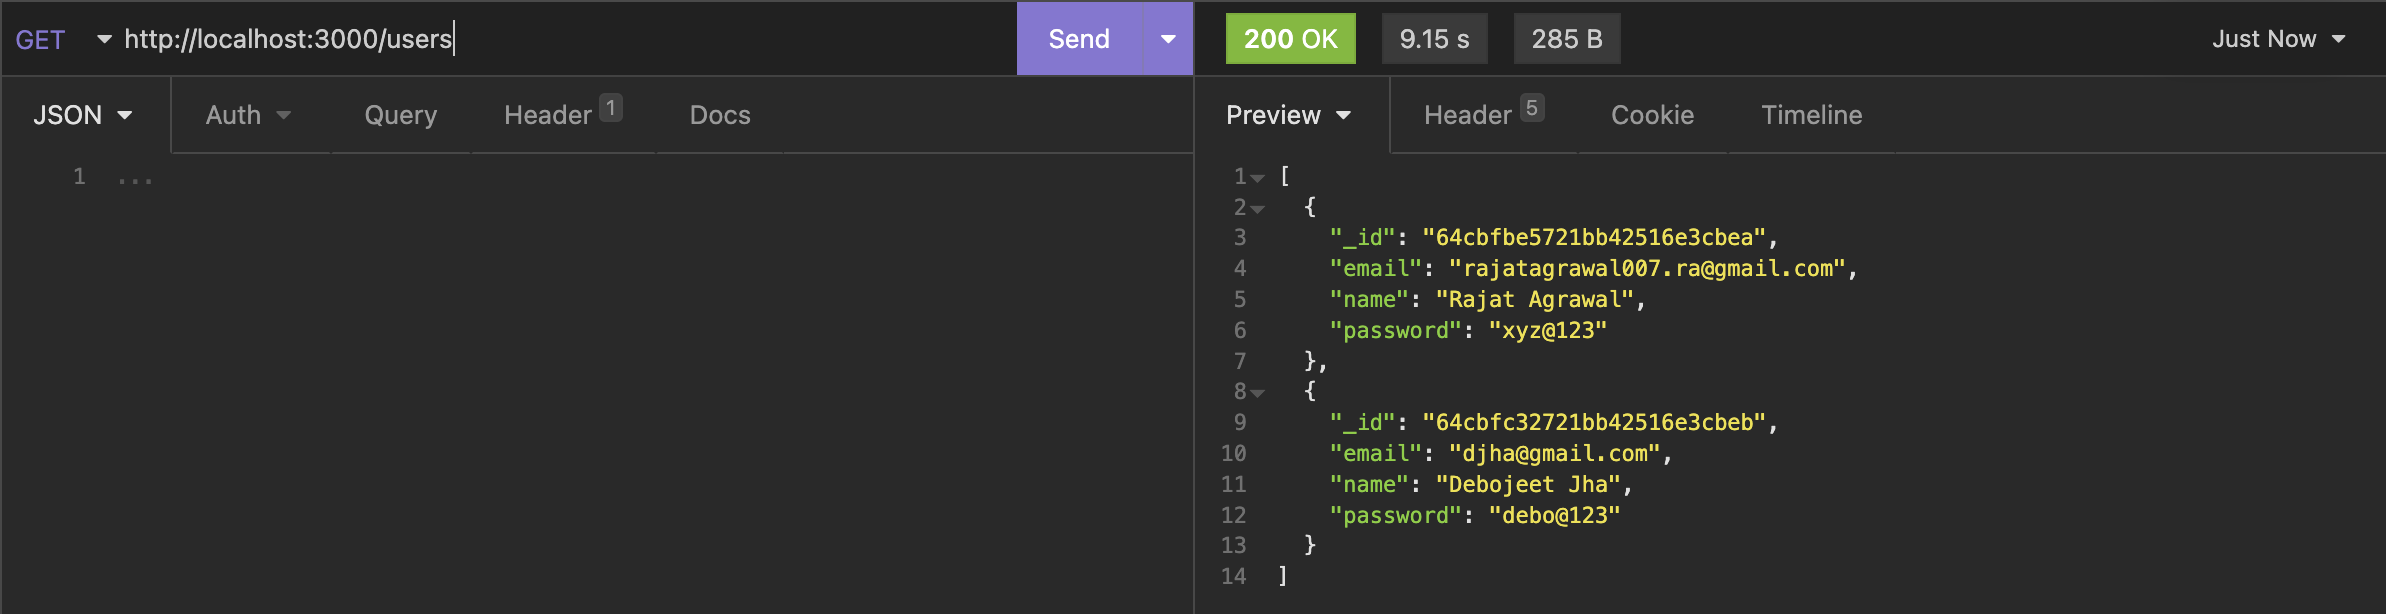 GET http://localhost:3000/users Send 200 OK 9.15 s 285 B Just Now
JSON Auth Query Header 1 Docs Preview Header 5 Cookie Timeline
1 ...
1 [
2 {
3 "_id": "64cbfbe5721bb42516e3cbea",
4 "email": "rajatagrawal007.ra@gmail.com",
5 "name": "Rajat Agrawal",
6 "password": "xyz@123"
7 },
8 {
9 "_id": "64cbfc32721bb42516e3cbeb",
10 "email": "djha@gmail.com",
11 "name": "Debojeet Jha",
12 "password": "debo@123"
13 }
14 ]